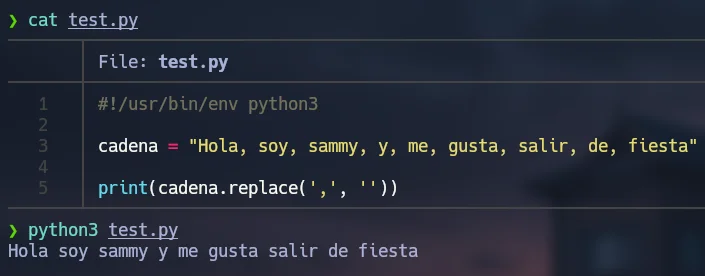 ❯ cat test.py
File: test.py
1 #!/usr/bin/env python3
2
3 cadena = "Hola, soy, sammy, y, me, gusta, salir, de, fiesta"
4
5 print(cadena.replace(',', ''))
❯ python3 test.py
Hola soy sammy y me gusta salir de fiesta